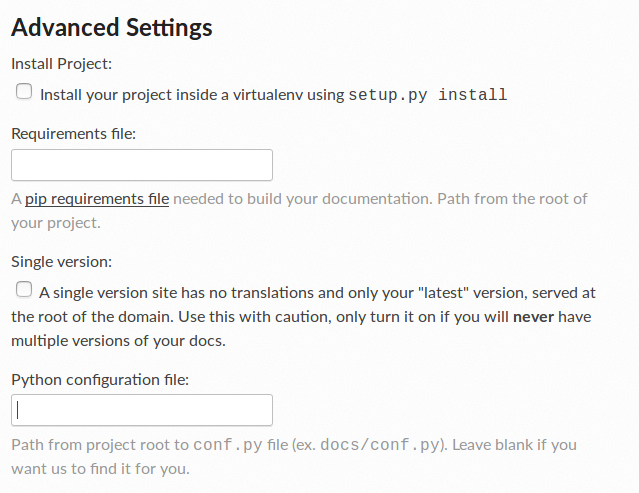 Advanced Settings
Install Project:
Install your project inside a virtualenv using setup.py install
Requirements file:
A pip requirements file needed to build your documentation. Path from the root of
your project.
Single version:
A single version site has no translations and only your "latest" version, served at
the root of the domain. Use this with caution, only turn it on if you will never have
multiple versions of your docs.
Python configuration file:
Path from project root to conf.py file (ex. docs/conf.py). Leave blank if you
want us to find it for you.